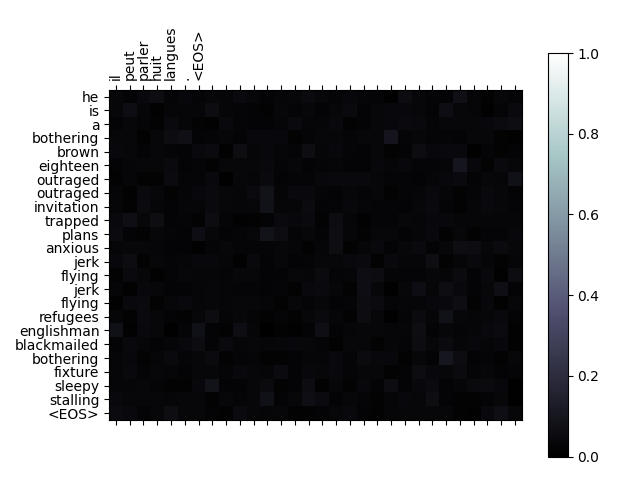 il
peut
parler
huit
langues
.
<EOS>
he
is
a
bothering
brown
eighteen
outraged
outraged
invitation
trapped
plans
anxious
jerk
flying
jerk
flying
refugees
englishman
blackmailed
bothering
fixture
sleepy
stalling
<EOS>
1.0
0.8
0.6
0.4
0.2
0.0